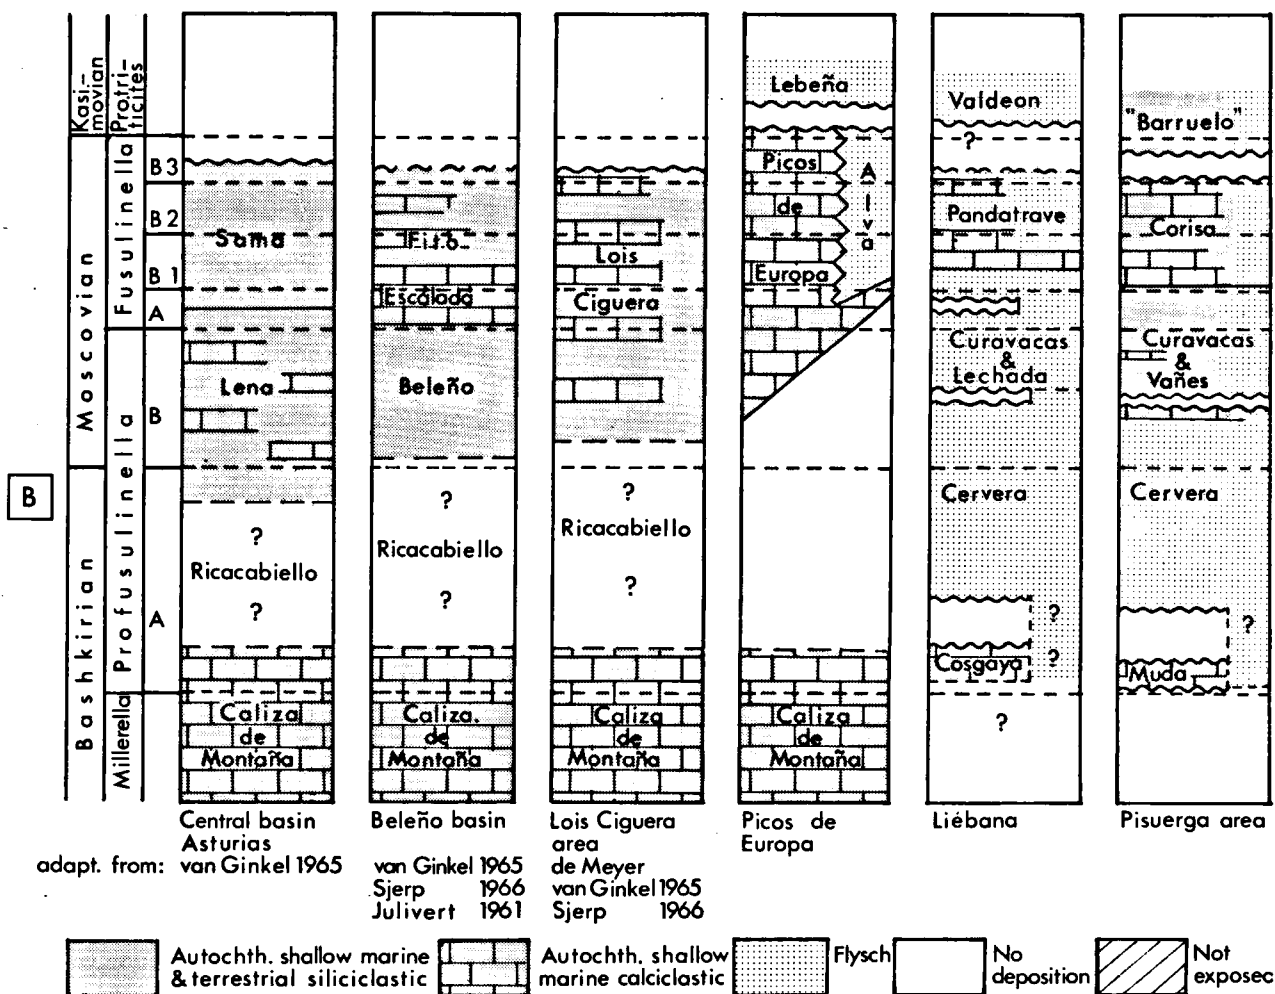 B
Kasi-
movian
Moscovian
Bashkirian
Protri-
ticites
Fusulinella
Profusulinella
Millerella
B3
B2
B1
A
B
A
Sama
Lena
?
Ricacabiello
?
Caliza
de
Montaña
Central basin
Asturias
Fito
Escalada
Beleño
?
Ricacabiello
?
Caliza.
de
Montaña
Beleño basin
Lois
Ciguera
?
Ricacabiello
?
Caliza
de
Montaña
Lois Ciguera
area
Lebeña
Picos
de
Europa
Alva
Caliza
de
Montaña
Picos de
Europa
Valdeon
?
Pandatrave
Curavacas
&
Lechada
Cervera
?
?
Cosgaya
?
Liébana
"Barruelo"
Corisa
Curavacas
&
Vañes
Cervera
?
Muda
Pisuerga area
adapt. from: van Ginkel 1965
van Ginkel 1965
Sjerp 1966
Julivert 1961
de Meyer
van Ginkel 1965
Sjerp 1966
Autochth. shallow marine
& terrestrial siliciclastic
Autochth. shallow
marine calciclastic
Flysch
No
deposition
Not
exposed